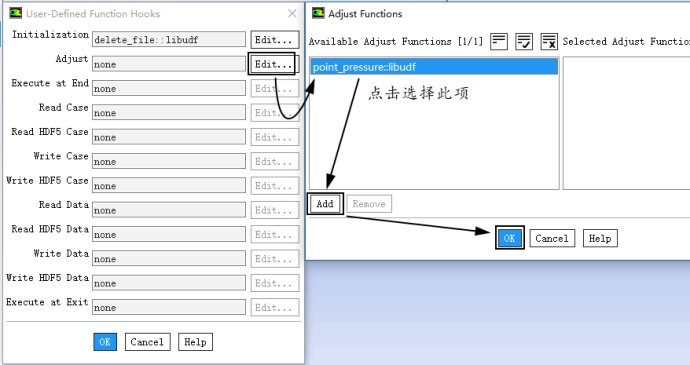 User-Defined Function Hooks
Initialization delete_file::libudf Edit...
Adjust none Edit...
Execute at End none Edit...
Read Case none Edit...
Read HDF5 Case none Edit...
Write Case none Edit...
Write HDF5 Case none Edit...
Read Data none Edit...
Read HDF5 Data none Edit...
Write Data none Edit...
Write HDF5 Data none Edit...
Execute at Exit none Edit...
OK Cancel Help
Adjust Functions
Available Adjust Functions [1/1] Selected Adjust Function
point_pressure::libudf
点击选择此项
Add Remove
OK Cancel Help